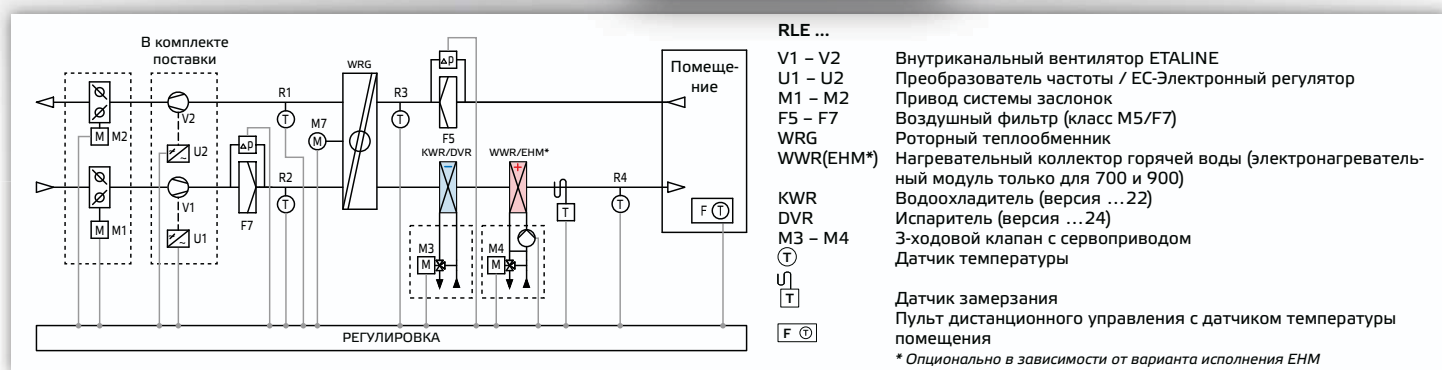 В комплекте
поставки
WRG
ΔP
Помеще-
ние
R1
R3
T
T
M7
M
F5
V2
M M2
U2
ΔP
KWR/DVR
WWR/EHM*
R2
R4
T
T
T
V1
F7
M M1
U1
F T
M3
M
M4
M
РЕГУЛИРОВКА
RLE ...
V1 – V2 Внутриканальный вентилятор ETALINE
U1 – U2 Преобразователь частоты / EC-Электронный регулятор
M1 – M2 Привод системы заслонок
F5 – F7 Воздушный фильтр (класс M5/F7)
WRG Роторный теплообменник
WWR(EHM*) Нагревательный коллектор горячей воды (электронагреватель-
ный модуль только для 700 и 900)
KWR Водоохладитель (версия ...22)
DVR Испаритель (версия ...24)
M3 – M4 3-ходовой клапан с сервоприводом
T Датчик температуры
T Датчик замерзания
Пульт дистанционного управления с датчиком температуры
F T помещения
* Опционально в зависимости от варианта исполнения EHM